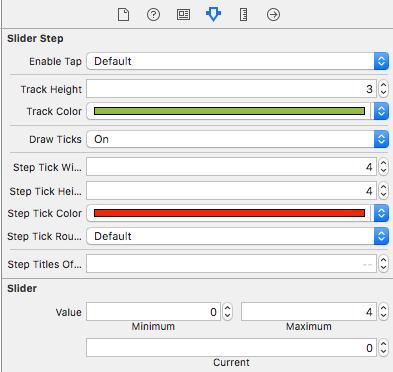 Slider Step
Enable Tap Default
Track Height 3
Track Color
Draw Ticks On
Step Tick Wi... 4
Step Tick Hei... 4
Step Tick Color
Step Tick Rou... Default
Step Titles Of... --
Slider
Value 0 4
Minimum Maximum
0
Current